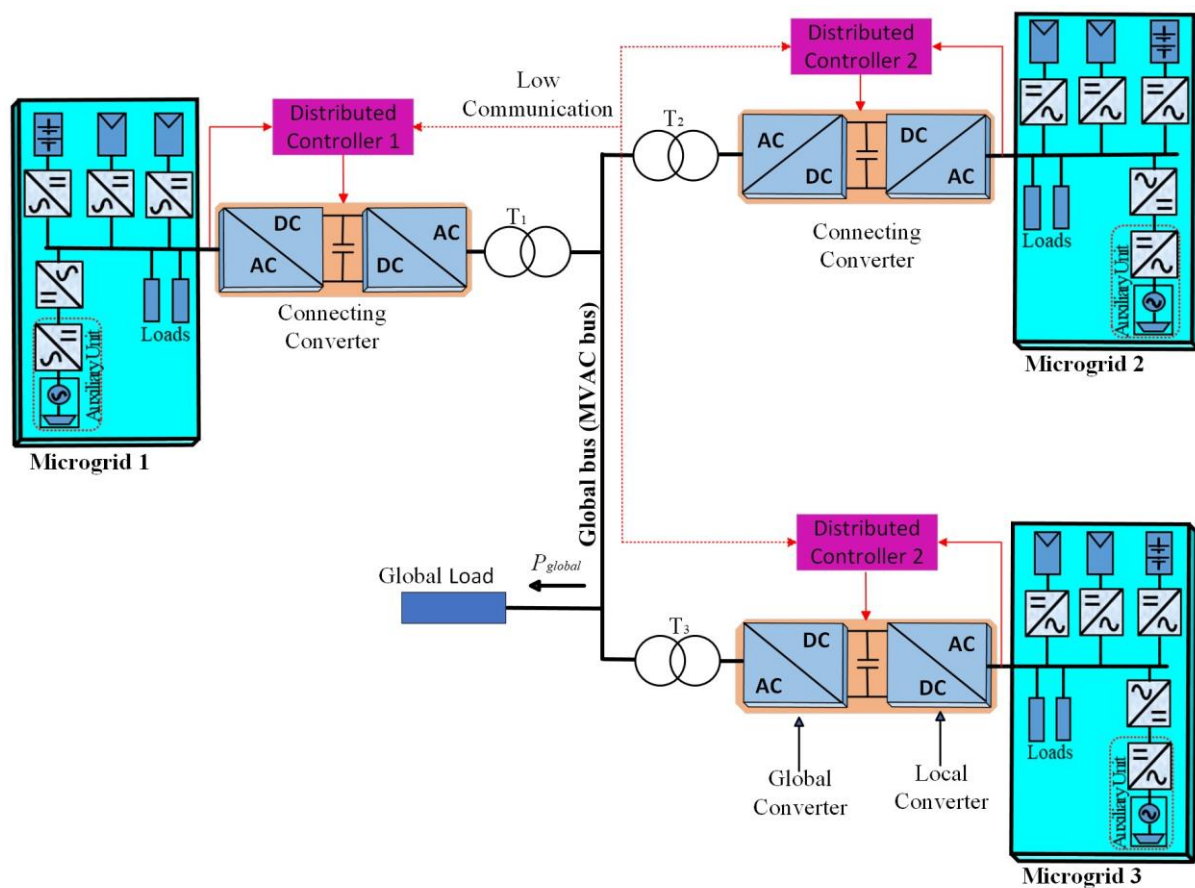 Distributed
Controller 2
Low
Communication
Distributed
Controller 1
T2
AC
DC
DC
AC
Loads
Auxiliary Unit
Connecting
Converter
Microgrid 2
T1
DC
AC
AC
DC
Loads
Auxiliary Unit
Connecting
Converter
Microgrid 1
Global bus (MVAC bus)
Distributed
Controller 2
Pglobal
Global Load
T3
DC
AC
AC
DC
Loads
Auxiliary Unit
Global
Converter
Local
Converter
Microgrid 3